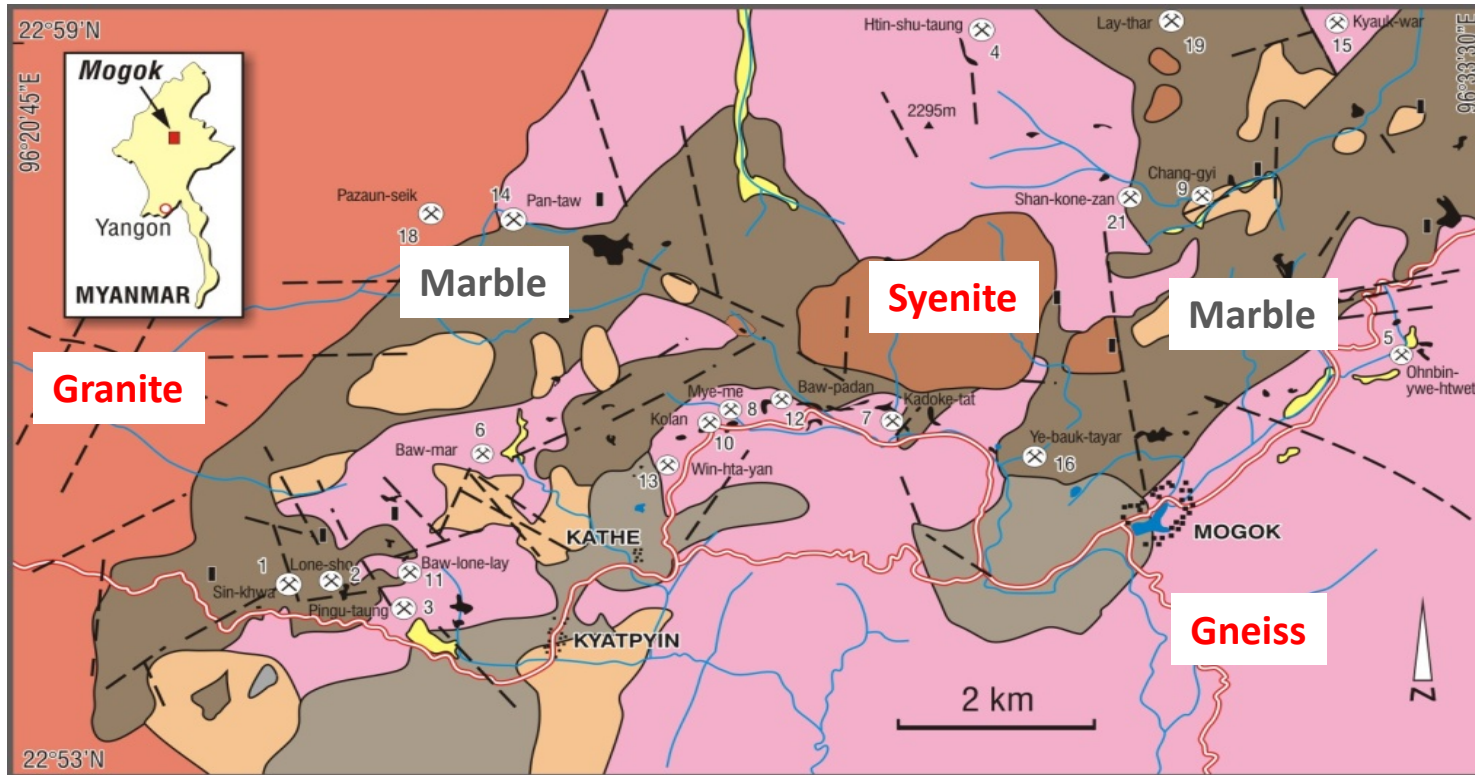 22°59'N
96°20'45"E
Mogok
Yangon
MYANMAR
Htin-shu-taung
4
Lay-thar
19
Kyauk-war
15
96°33'30"E
2295m
Pazaun-seik
18
14
Pan-taw
Shan-kone-zan
21
Chang-gyi
9
Marble
Syenite
Marble
Granite
5
Ohnbin-
ywe-htwet
Mye-me
8
Baw-padan
12
Kadoke-tat
7
Kolan
10
Baw-mar
6
Win-hta-yan
13
Ye-bauk-tayar
16
KATHE
MOGOK
1
Sin-khwa
Lone-sho
2
Baw-lone-lay
11
Pingu-taung
3
KYATPYIN
Gneiss
2 km
N
22°53'N